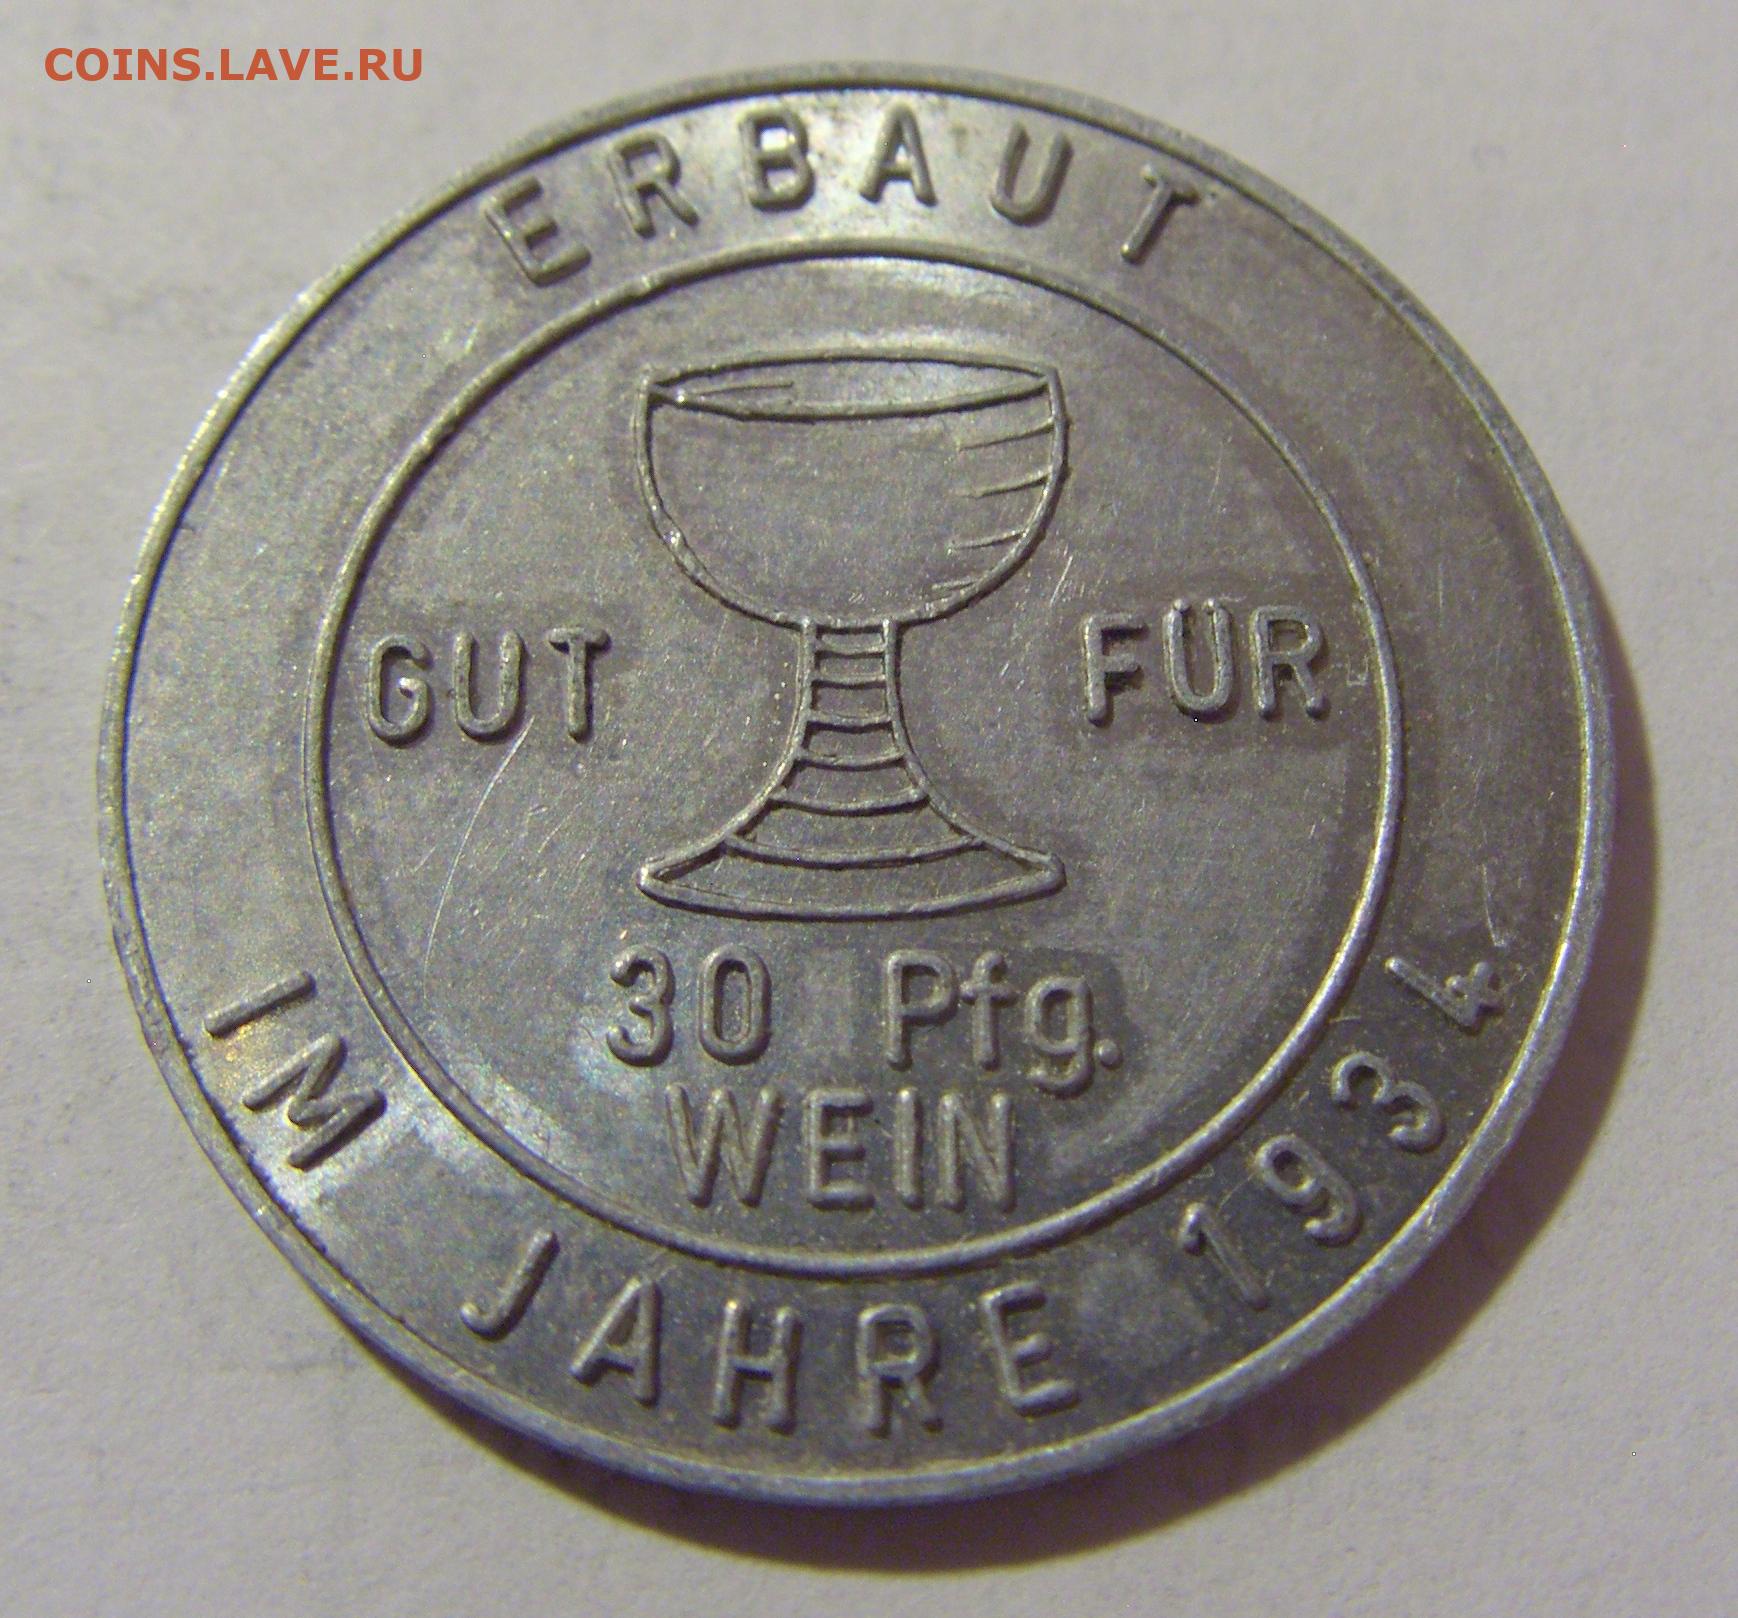 COINS.LAVE.RU
ERBAUT
GUT FÜR
30 Pfg.
WEIN
IM JAHRE 1934